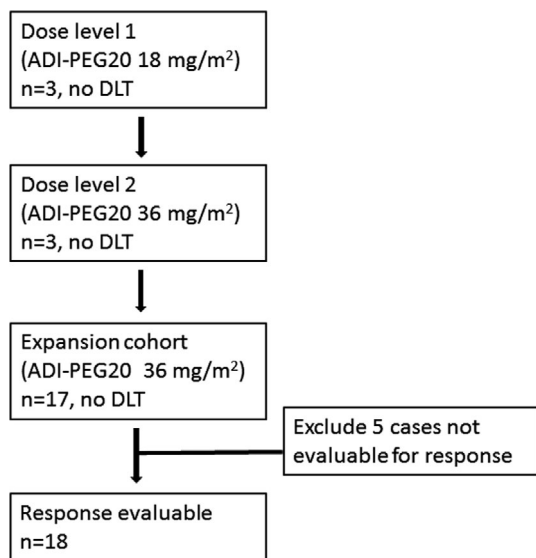 Dose level 1
(ADI-PEG20 18 mg/m²)
n=3, no DLT
Dose level 2
(ADI-PEG20 36 mg/m²)
n=3, no DLT
Expansion cohort
(ADI-PEG20 36 mg/m²)
n=17, no DLT
Exclude 5 cases not
evaluable for response
Response evaluable
n=18